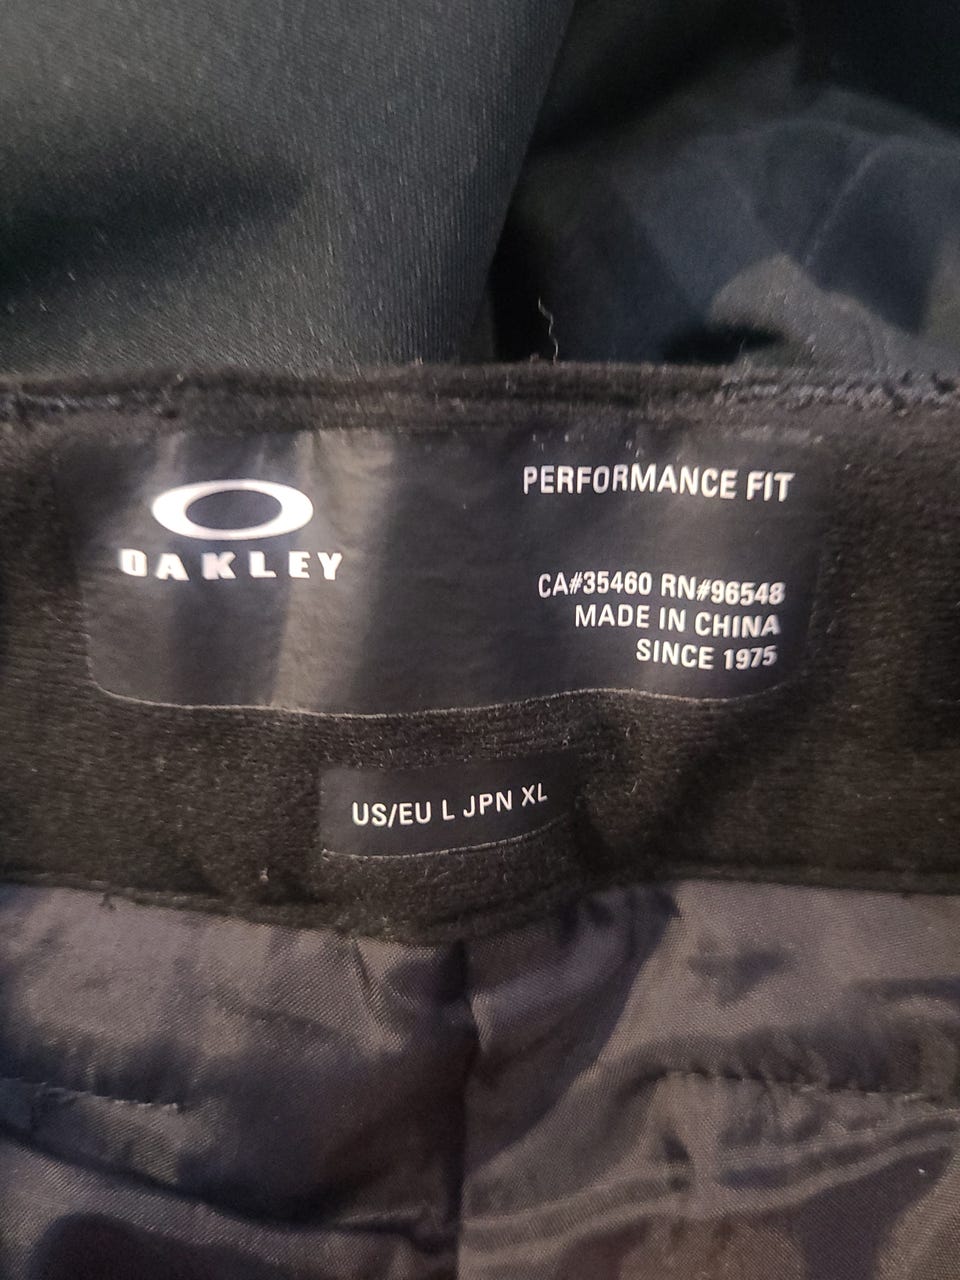 OAKLEY
PERFORMANCE FIT
CA#35460 RN#96548
MADE IN CHINA
SINCE 1975
US/EU L JPN XL